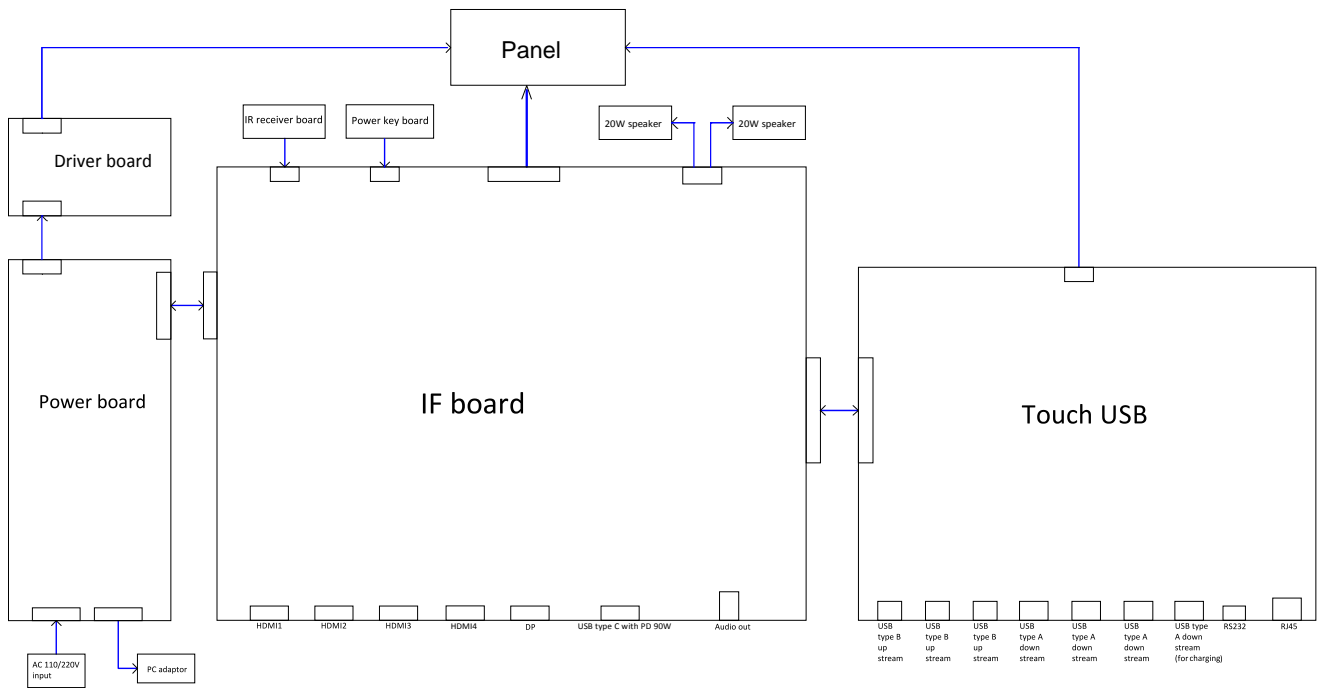 Panel
IR receiver board
Power key board
20W speaker
20W speaker
Driver board
Power board
IF board
Touch USB
HDMI1
HDMI2
HDMI3
HDMI4
DP
USB type C with PD 90W
Audio out
USB
type B
up
stream
USB
type B
up
stream
USB
type B
up
stream
USB
type A
down
stream
USB
type A
down
stream
USB
type A
down
stream
USB type
A down
stream
(for charging)
RS232
RJ45
AC 110/220V
input
PC adaptor